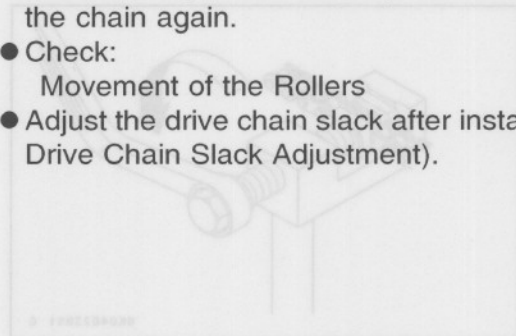 the chain again.
● Check:
Movement of the Rollers
● Adjust the drive chain slack after insta
Drive Chain Slack Adjustment).